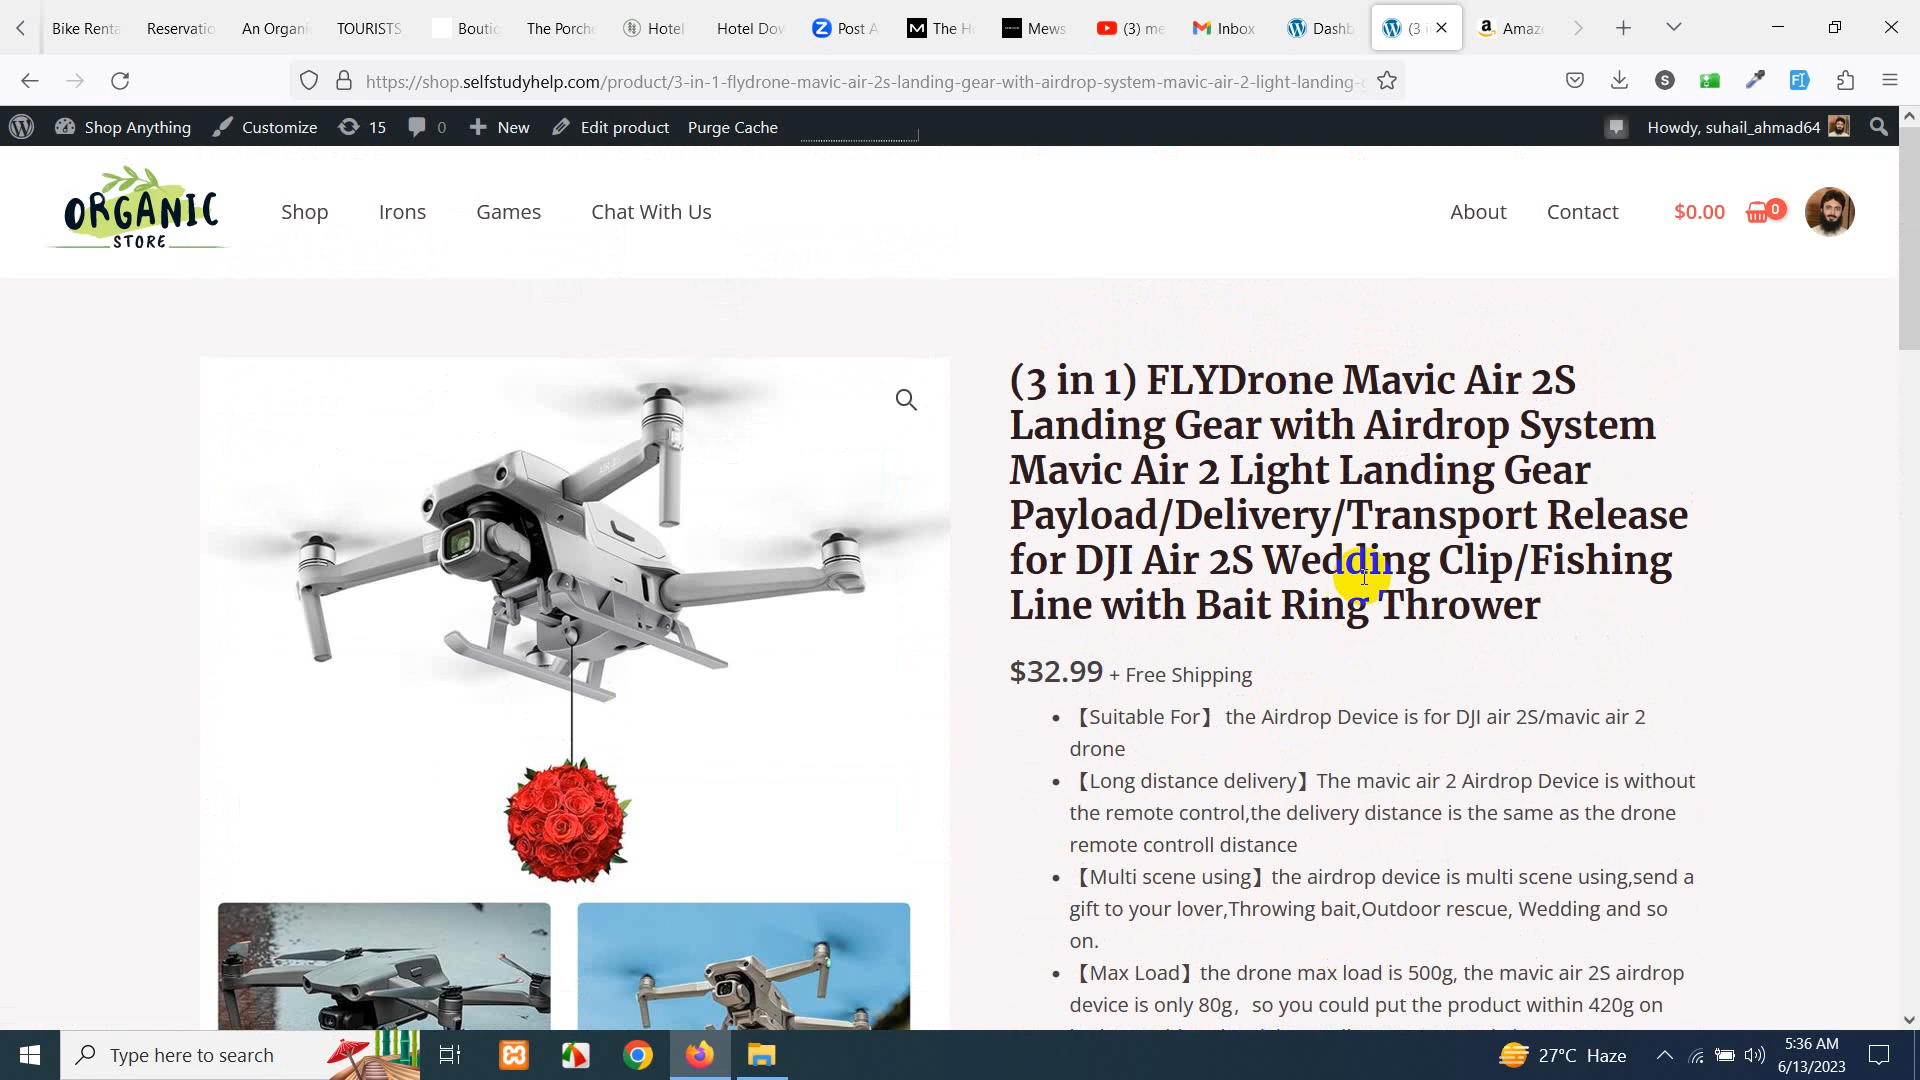 Bike Renta
Reservatio
An Organi
TOURISTS
Boutic
The Porche
Hotel
Hotel Dow
Post A
The Ho
Mews
(3) me
Inbox
Dashb
(3 i
Amazo
https://shop.selfstudyhelp.com/product/3-in-1-flydrone-mavic-air-2s-landing-gear-with-airdrop-system-mavic-air-2-light-landing-
Shop Anything
Customize
15
0
New
Edit product
Purge Cache
Howdy, suhail_ahmad64
ORGANIC
STORE
Shop
Irons
Games
Chat With Us
About
Contact
$0.00
0
(3 in 1) FLYDrone Mavic Air 2S
Landing Gear with Airdrop System
Mavic Air 2 Light Landing Gear
Payload/Delivery/Transport Release
for DJI Air 2S Wedding Clip/Fishing
Line with Bait Ring Thrower
$32.99 + Free Shipping
• 【Suitable For】 the Airdrop Device is for DJI air 2S/mavic air 2
drone
• 【Long distance delivery】The mavic air 2 Airdrop Device is without
the remote control,the delivery distance is the same as the drone
remote controll distance
• 【Multi scene using】the airdrop device is multi scene using,send a
gift to your lover,Throwing bait,Outdoor rescue, Wedding and so
on.
• 【Max Load】the drone max load is 500g, the mavic air 2S airdrop
device is only 80g，so you could put the product within 420g on
Type here to search
27°C Haze
5:36 AM
6/13/2023